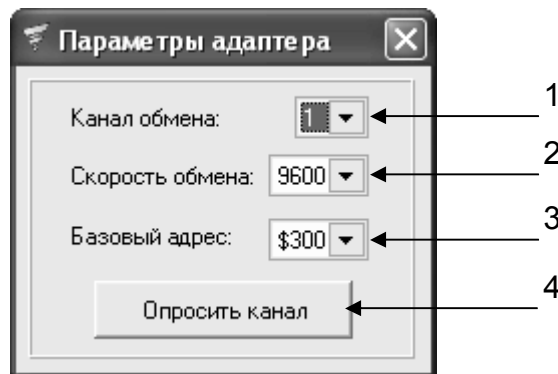 Параметры адаптера
Канал обмена: 1
1
Скорость обмена: 9600
2
Базовый адрес: $300
3
Опросить канал
4